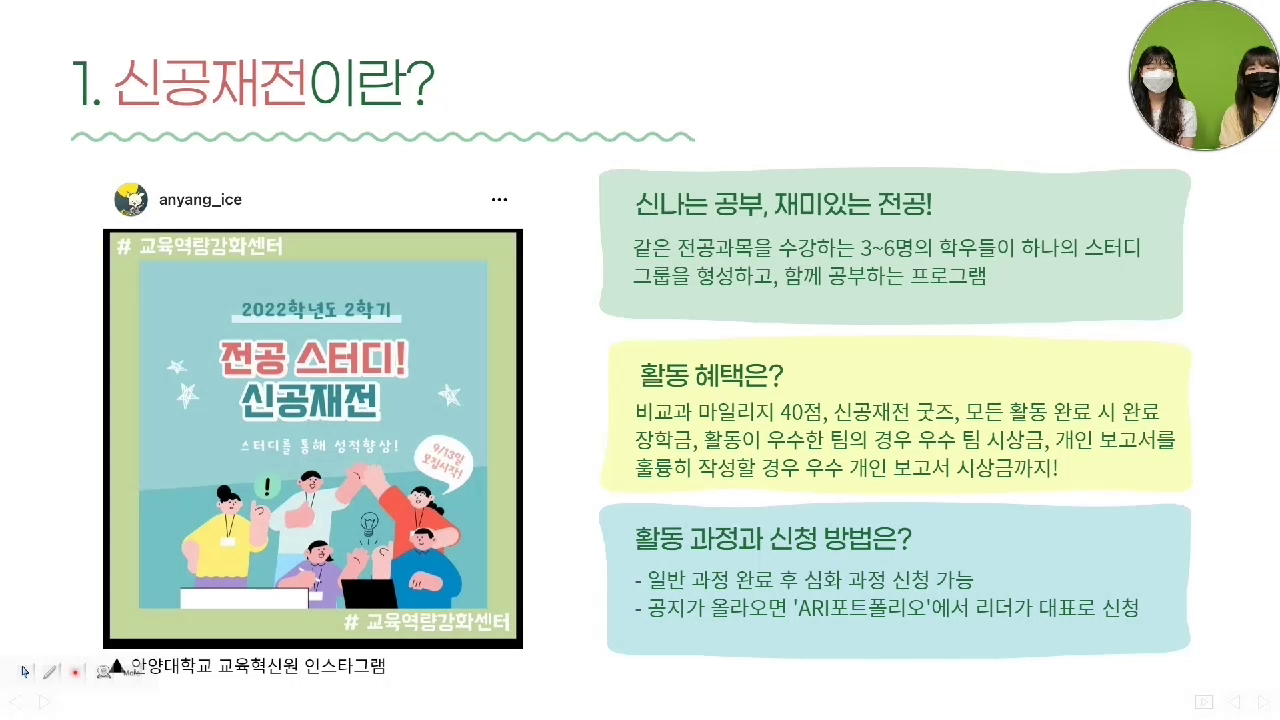 1. 신공재전이란?
anyang_ice
# 교육역량강화센터
2022학년도 2학기
전공 스터디!
신공재전
스터디를 통해 성적향상!
9/13일
모집시작!
# 교육역량강화센터
▲ 안양대학교 교육혁신원 인스타그램
신나는 공부, 재미있는 전공!
같은 전공과목을 수강하는 3~6명의 학우들이 하나의 스터디
그룹을 형성하고, 함께 공부하는 프로그램
활동 혜택은?
비교과 마일리지 40점, 신공재전 굿즈, 모든 활동 완료 시 완료
장학금, 활동이 우수한 팀의 경우 우수 팀 시상금, 개인 보고서를
훌륭히 작성할 경우 우수 개인 보고서 시상금까지!
활동 과정과 신청 방법은?
- 일반 과정 완료 후 심화 과정 신청 가능
- 공지가 올라오면 'ARI포트폴리오'에서 리더가 대표로 신청